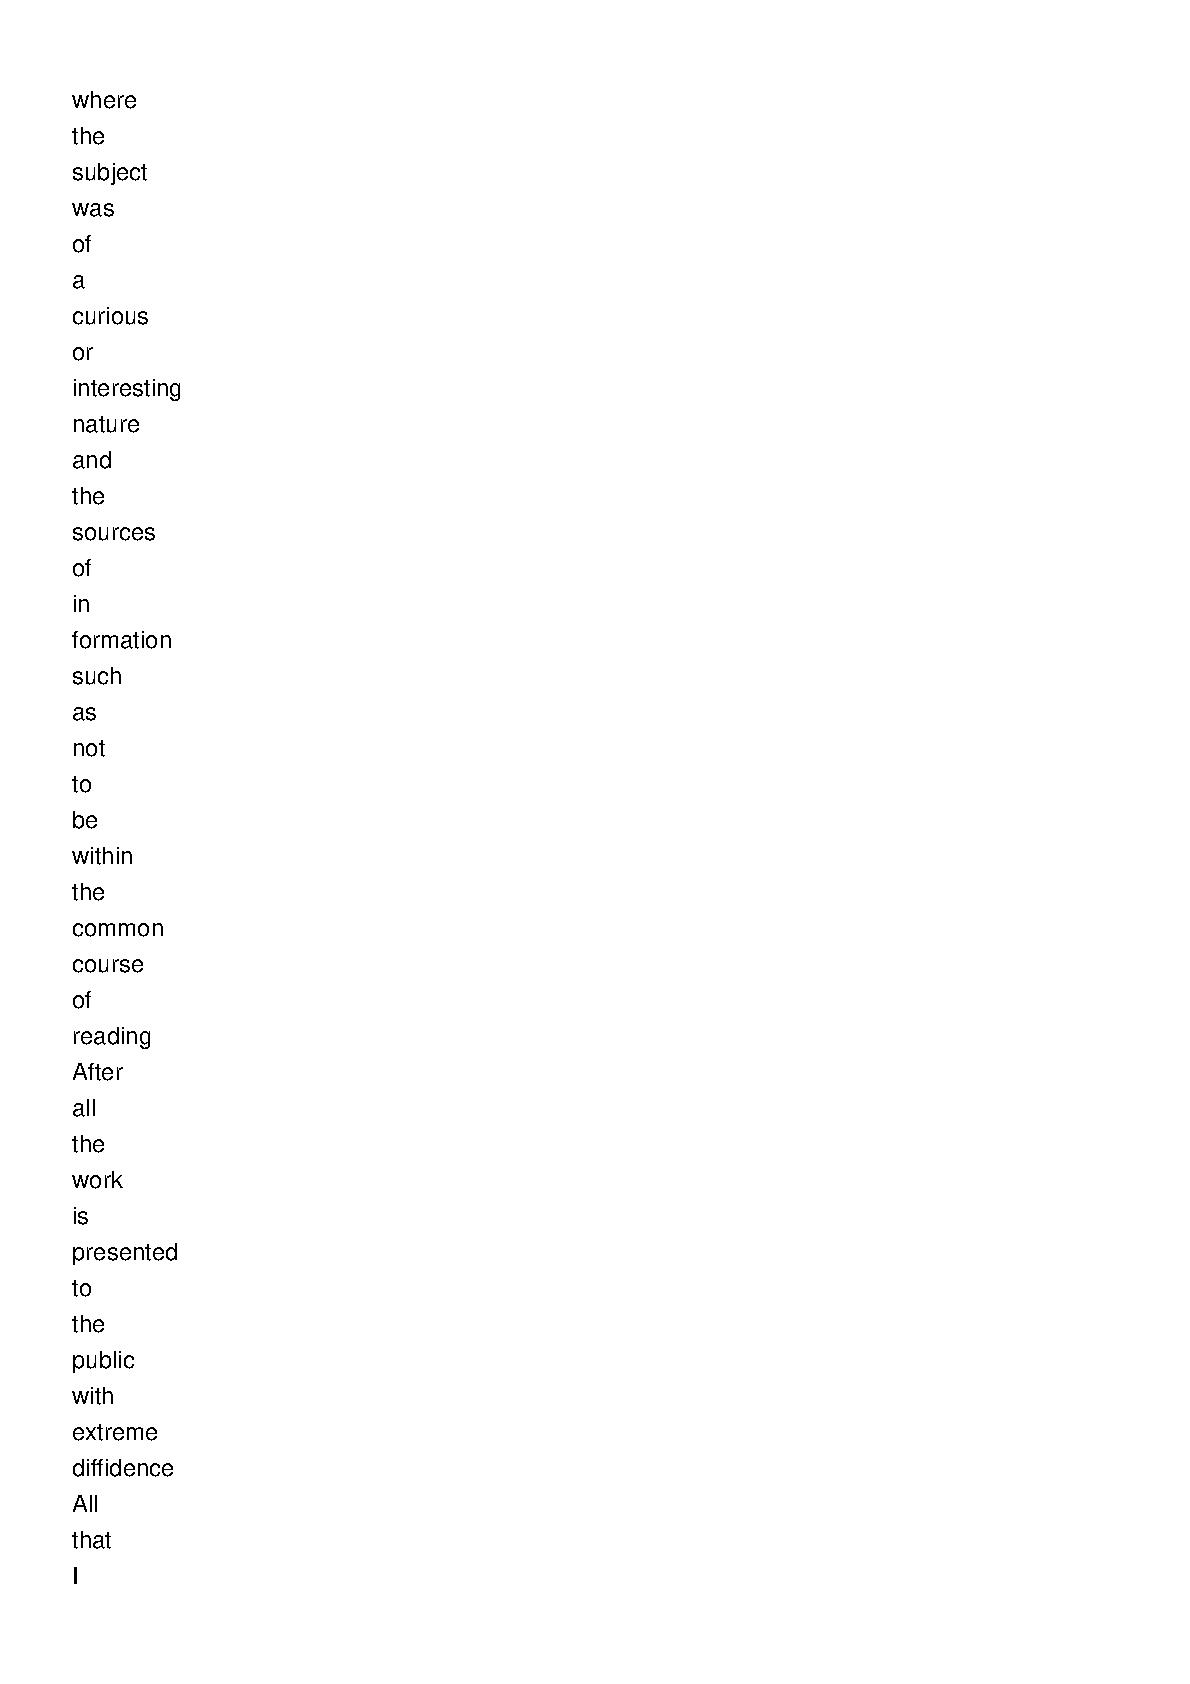 where
the
subject
was
of
a
curious
or
interesting
nature
and
the
sources
of
in
formation
such
as
not
to
be
within
the
common
course
of
reading
After
all
the
work
is
presented
to
the
public
with
extreme
diffidence
All
that
I